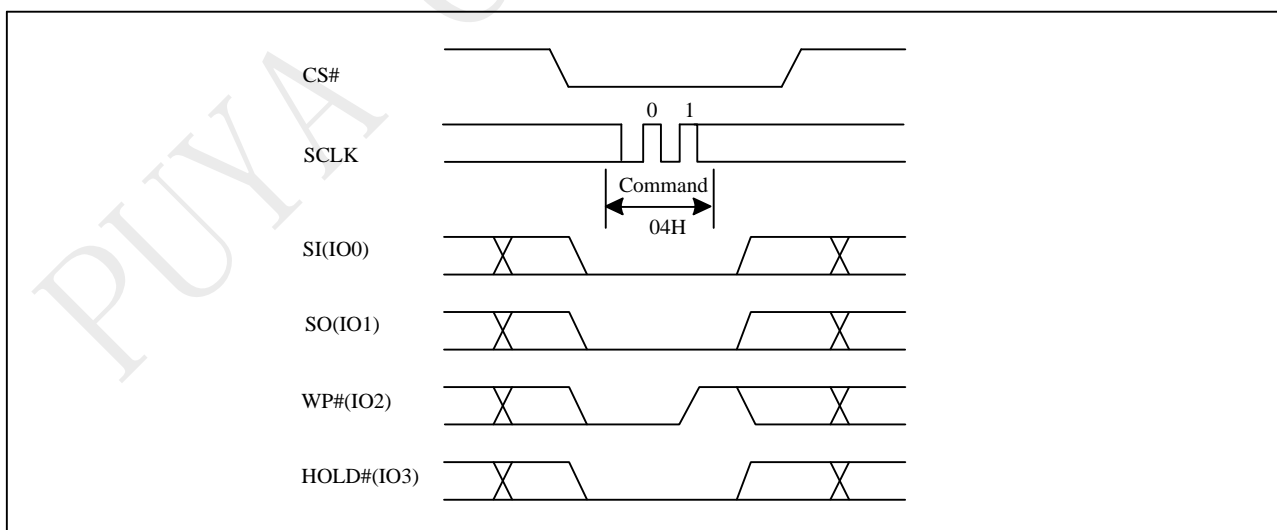 PUYA
CS#
0 1
SCLK
Command
04H
SI(IO0)
SO(IO1)
WP#(IO2)
HOLD#(IO3)